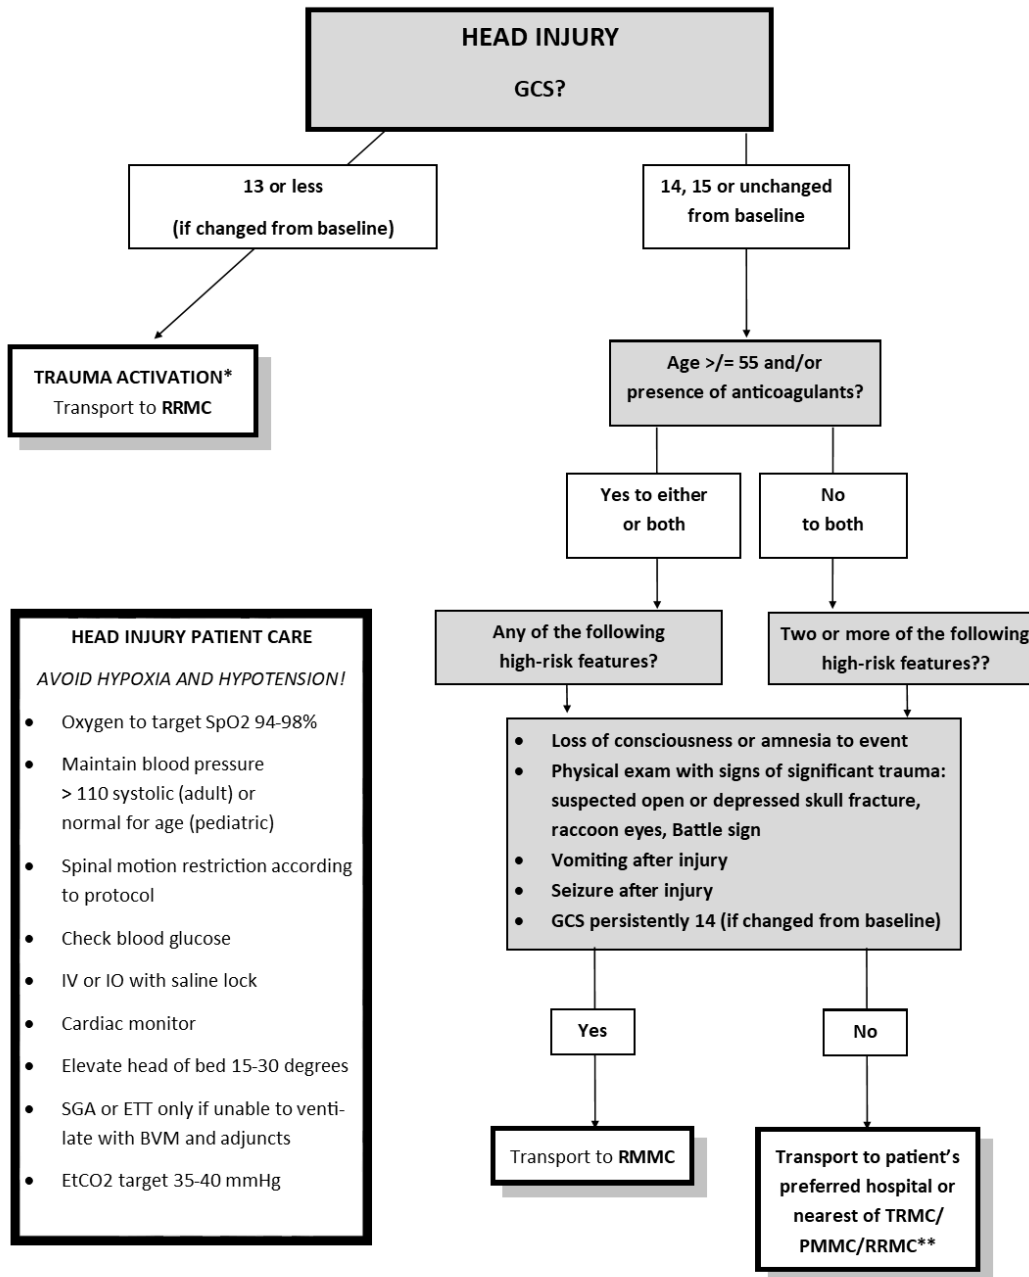 HEAD INJURY
GCS?
13 or less
(if changed from baseline)
14, 15 or unchanged
from baseline
TRAUMA ACTIVATION*
Transport to RRMC
Age >/= 55 and/or
presence of anticoagulants?
Yes to either
or both
No
to both
Any of the following
high-risk features?
Two or more of the following
high-risk features??
• Loss of consciousness or amnesia to event
• Physical exam with signs of significant trauma:
suspected open or depressed skull fracture,
raccoon eyes, Battle sign
• Vomiting after injury
• Seizure after injury
• GCS persistently 14 (if changed from baseline)
Yes
No
Transport to RMMC
Transport to patient's
preferred hospital or
nearest of TRMC/
PMMC/RRMC**
HEAD INJURY PATIENT CARE
AVOID HYPOXIA AND HYPOTENSION!
• Oxygen to target SpO2 94-98%
• Maintain blood pressure
> 110 systolic (adult) or
normal for age (pediatric)
• Spinal motion restriction according
to protocol
• Check blood glucose
• IV or IO with saline lock
• Cardiac monitor
• Elevate head of bed 15-30 degrees
• SGA or ETT only if unable to venti-
late with BVM and adjuncts
• EtCO2 target 35-40 mmHg